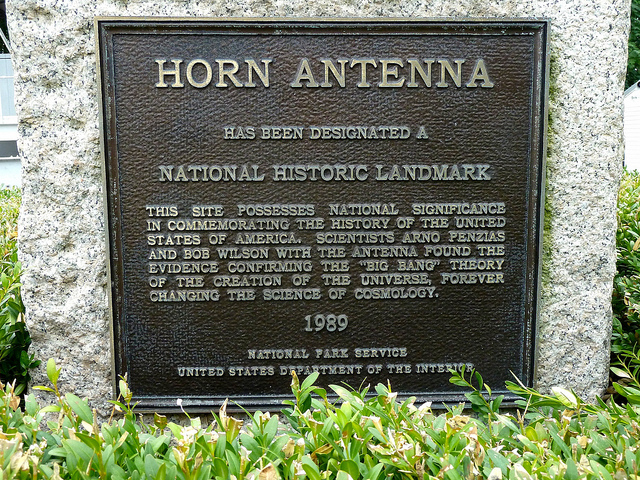 HORN ANTENNA
HAS BEEN DESIGNATED A
NATIONAL HISTORIC LANDMARK
THIS SITE POSSESSES NATIONAL SIGNIFICANCE
IN COMMEMORATING THE HISTORY OF THE UNITED
STATES OF AMERICA. SCIENTISTS ARNO PENZIAS
AND BOB WILSON WITH THE ANTENNA FOUND THE
EVIDENCE CONFIRMING THE "BIG BANG" THEORY
OF THE CREATION OF THE UNIVERSE, FOREVER
CHANGING THE SCIENCE OF COSMOLOGY.
1989
NATIONAL PARK SERVICE
UNITED STATES DEPARTMENT OF THE INTERIOR